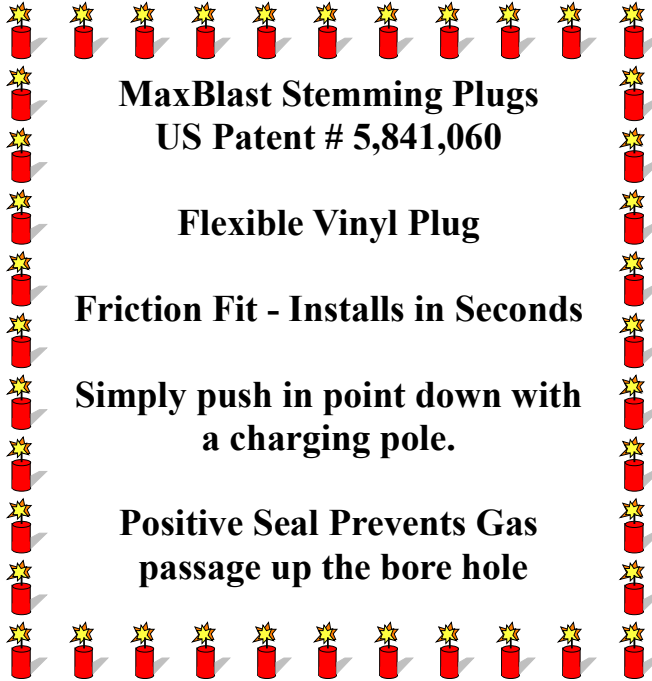 MaxBlast Stemming Plugs
US Patent # 5,841,060
Flexible Vinyl Plug
Friction Fit - Installs in Seconds
Simply push in point down with
a charging pole.
Positive Seal Prevents Gas
passage up the bore hole